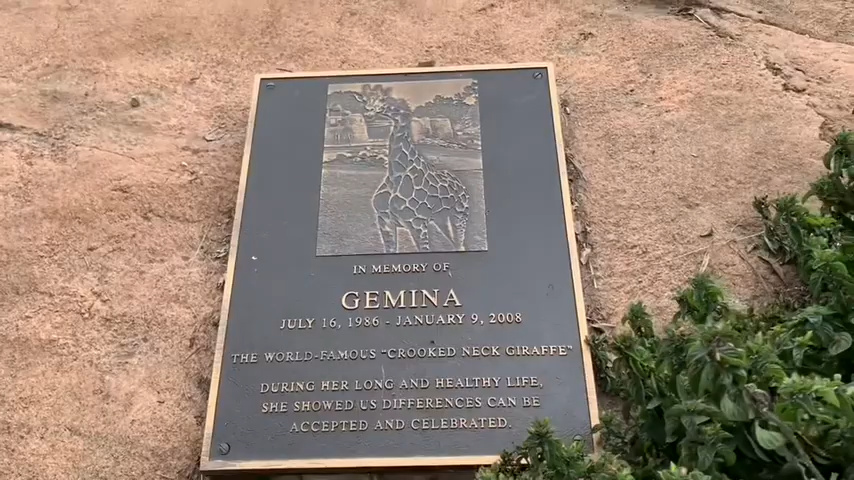 IN MEMORY OF
GEMINA
JULY 16, 1986 - JANUARY 9, 2008
THE WORLD-FAMOUS "CROOKED NECK GIRAFFE"
DURING HER LONG AND HEALTHY LIFE,
SHE SHOWED US DIFFERENCES CAN BE
ACCEPTED AND CELEBRATED.